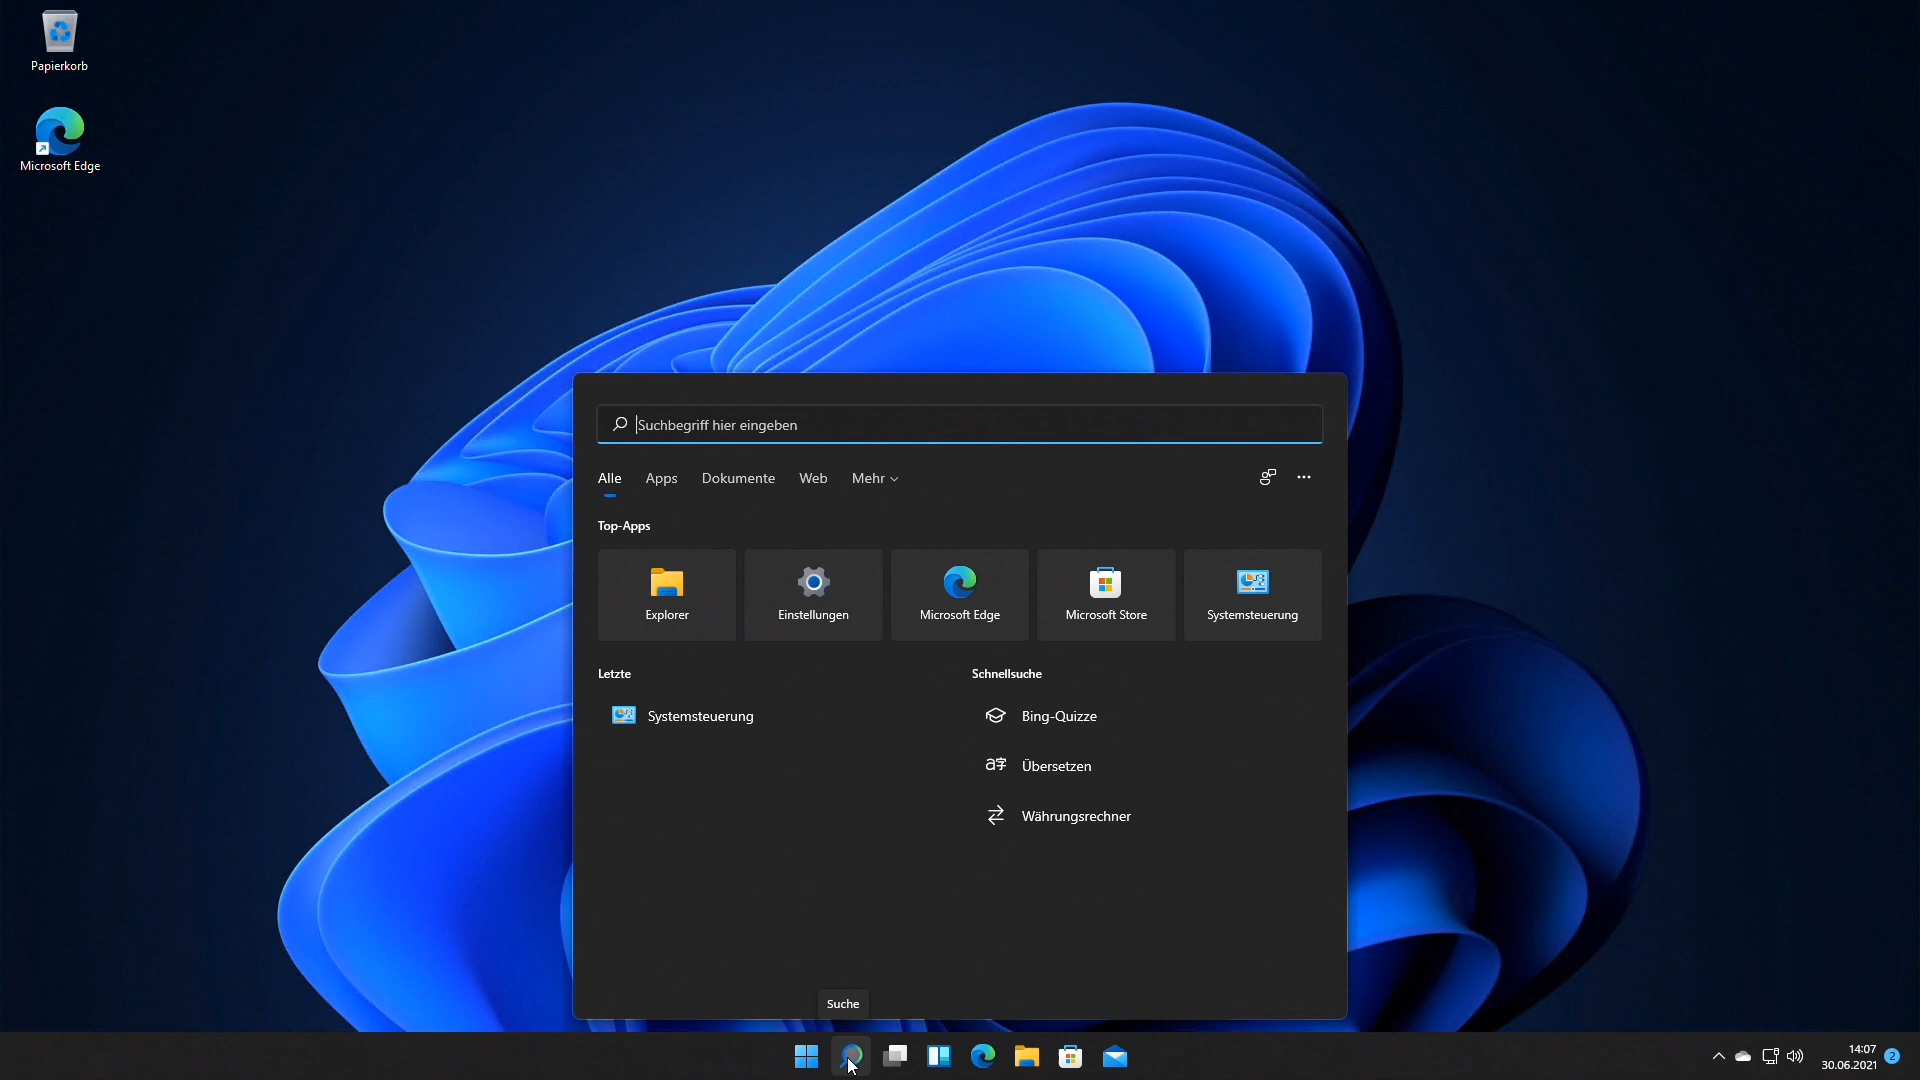 Papierkorb
Microsoft Edge
Suchbegriff hier eingeben
Alle Apps Dokumente Web Mehr
Top-Apps
Explorer Einstellungen Microsoft Edge Microsoft Store Systemsteuerung
Letzte Schnellsuche
Systemsteuerung Bing-Quizze
Übersetzen
Währungsrechner
Suche
14:07
30.06.2021 2